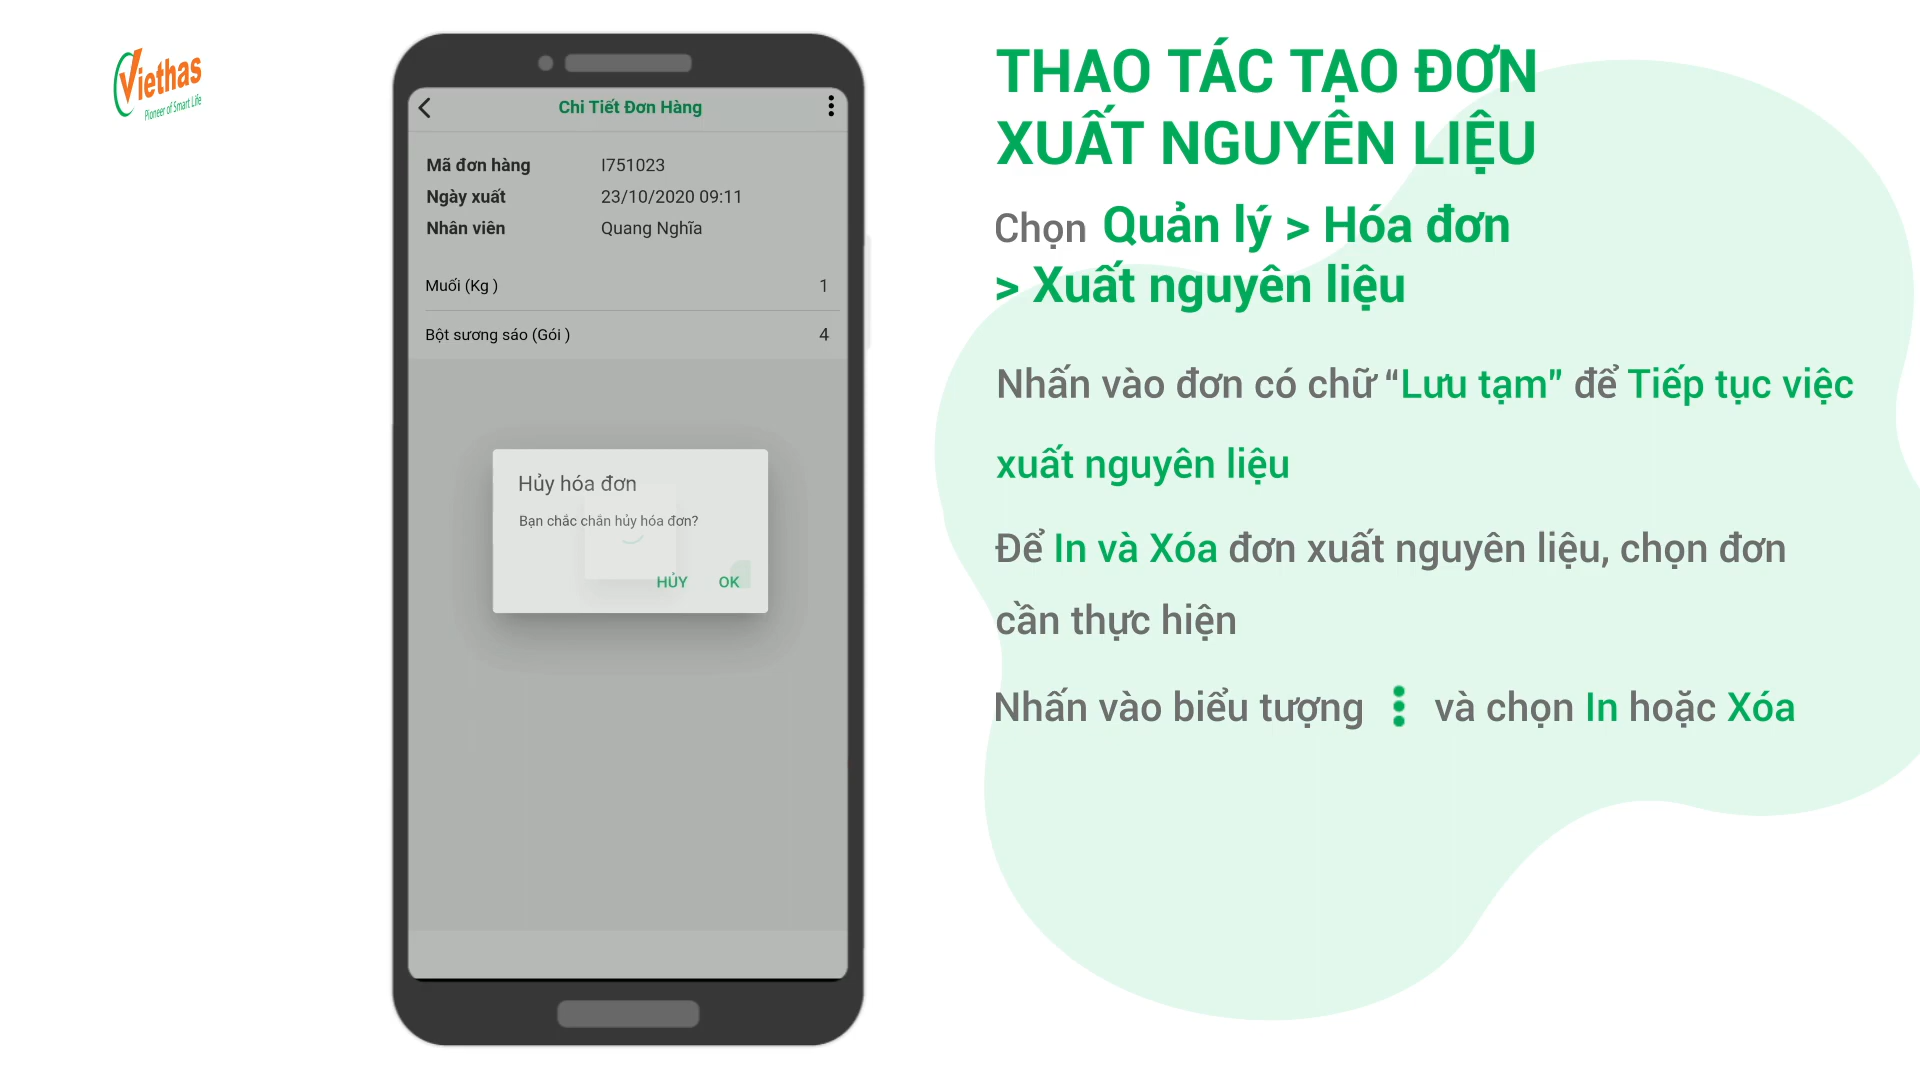 Viethas
Pioneer of Smart Life
Chi Tiết Đơn Hàng
Mã đơn hàng I751023
Ngày xuất 23/10/2020 09:11
Nhân viên Quang Nghĩa
Muối (Kg ) 1
Bột sương sáo (Gói ) 4
Hủy hóa đơn
Bạn chắc chắn hủy hóa đơn?
HỦY OK
THAO TÁC TẠO ĐƠN
XUẤT NGUYÊN LIỆU
Chọn Quản lý > Hóa đơn
> Xuất nguyên liệu
Nhấn vào đơn có chữ “Lưu tạm” để Tiếp tục việc
xuất nguyên liệu
Để In và Xóa đơn xuất nguyên liệu, chọn đơn
cần thực hiện
Nhấn vào biểu tượng và chọn In hoặc Xóa